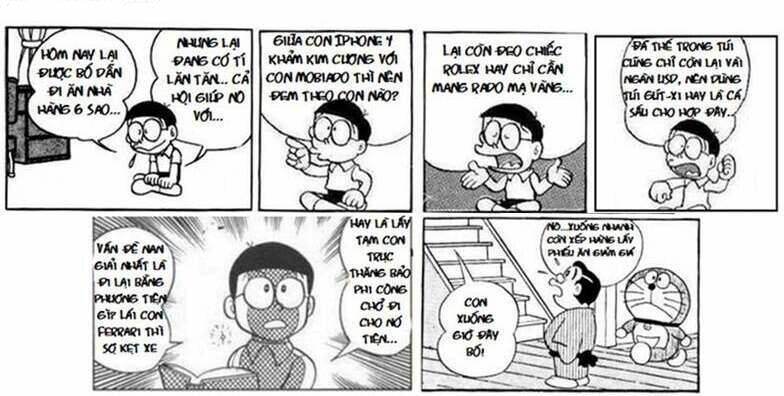 HÔM NAY LẠI
ĐƯỢC BỐ DẪN
ĐI ĂN NHÀ
HÀNG 6 SAO...
NHƯNG LẠI
ĐANG CÓ TÍ
LĂN TĂN... CẢ
HỘI GIÚP NÔ
VỚI...
GIỮA CON IPHONE Y
KHẢM KIM CƯƠNG VỚI
CON MOBIADO THÌ NÊN
ĐEM THEO CON NÀO?
LẠI CÒN ĐEO CHIẾC
ROLEX HAY CHỈ CẦN
MANG RADO MẠ VÀNG...
ĐÃ THẾ TRONG TÚI
CŨNG CHỈ CÒN LẠI VÀI
NGÀN USD, NÊN DÙNG
TÚI GÚT-XI HAY LÀ CÁ
SẤU CHO HỢP ĐÂY...
VẤN ĐỀ NAN
GIẢI NHẤT LÀ
ĐI LẠI BẰNG
PHƯƠNG TIỆN
GÌ? LÁI CON
FERRARI THÌ
SỢ KẸT XE
HAY LÀ LẤY
TẠM CON
TRỰC
THĂNG BẢO
PHI CÔNG
CHỞ ĐI
CHO NÓ
TIỆN...
CON
XUỐNG
GIỜ ĐÂY
BỐ!
NÔ...XUỐNG NHANH
CÒN XẾP HÀNG LẤY
PHIẾU ĂN GIẢM GIÁ